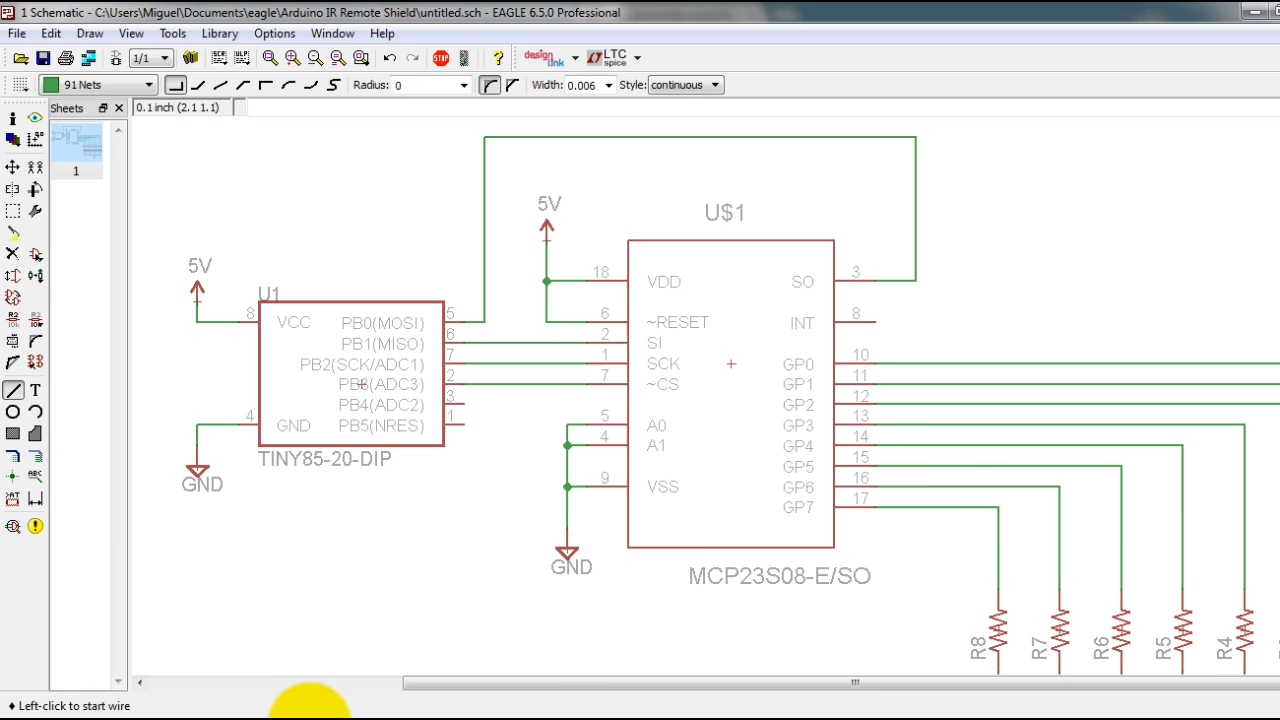 1 Schematic - C:\Users\Miguel\Documents\eagle\Arduino IR Remote Shield\untitled.sch - EAGLE 6.5.0 Professional
File Edit Draw View Tools Library Options Window Help
1/1 SCR ULP STOP ? design link LTC spice
91 Nets Radius: 0 Width: 0.006 Style: continuous
Sheets
0.1 inch (2.1 1.1)
1
5V
U$1
18 VDD SO 3
5V
U1
8 VCC PB0(MOSI) 5
6 ~RESET INT 8
PB1(MISO) 6
2 SI
PB2(SCK/ADC1) 7
1 SCK GP0 10
PB3(ADC3) 2
7 ~CS GP1 11
PB4(ADC2) 3
GP2 12
4 GND PB5(NRES) 1
5 A0 GP3 13
4 A1 GP4 14
TINY85-20-DIP
GP5 15
GND
9 VSS GP6 16
GP7 17
GND
MCP23S08-E/SO
R8 R7 R6 R5 R4
Left-click to start wire